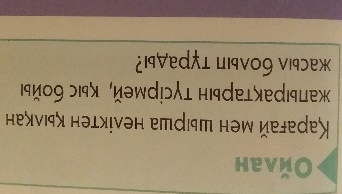 Ойлан
Қарағай мен шырша неліктен қылқан
жапырақтарын түсірмей, қыс бойы
жасыл болып тұрады?